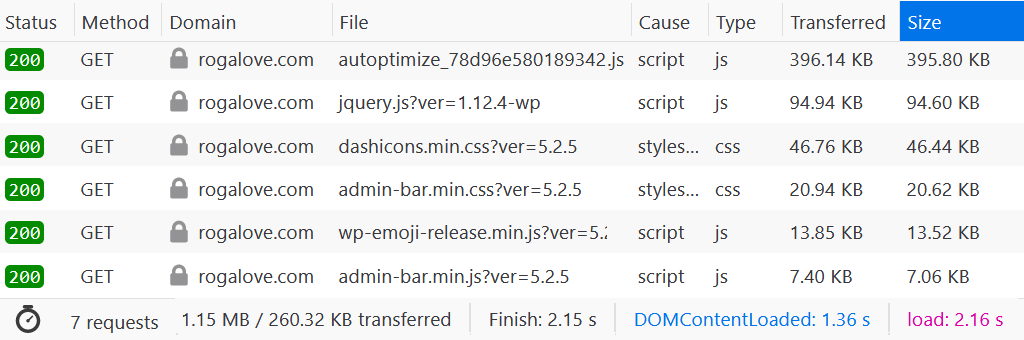 Status Method Domain File Cause Type Transferred Size
200 GET rogalove.com autoptimize_78d96e580189342.js script js 396.14 KB 395.80 KB
200 GET rogalove.com jquery.js?ver=1.12.4-wp script js 94.94 KB 94.60 KB
200 GET rogalove.com dashicons.min.css?ver=5.2.5 styles... css 46.76 KB 46.44 KB
200 GET rogalove.com admin-bar.min.css?ver=5.2.5 styles... css 20.94 KB 20.62 KB
200 GET rogalove.com wp-emoji-release.min.js?ver=5.2 script js 13.85 KB 13.52 KB
200 GET rogalove.com admin-bar.min.js?ver=5.2.5 script js 7.40 KB 7.06 KB
7 requests 1.15 MB / 260.32 KB transferred Finish: 2.15 s DOMContentLoaded: 1.36 s load: 2.16 s